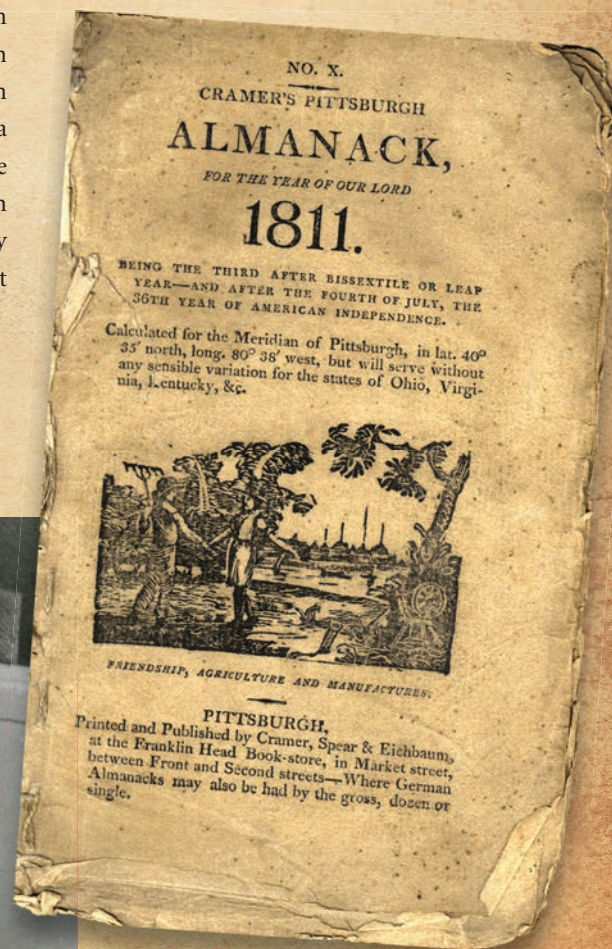 n
n
n
a
e
n
y
t
NO. X.
CRAMER'S PITTSBURGH
ALMANACK,
FOR THE YEAR OF OUR LORD
1811.
BEING THE THIRD AFTER BISSEXTILE OR LEAP
YEAR—AND AFTER THE FOURTH OF JULY, THE
36TH YEAR OF AMERICAN INDEPENDENCE.
Calculated for the Meridian of Pittsburgh, in lat. 40°
35′ north, long. 80° 38′ west, but will serve without
any sensible variation for the states of Ohio, Virgi-
nia, Kentucky, &c.
FRIENDSHIP, AGRICULTURE AND MANUFACTURES.
PITTSBURGH,
Printed and Published by Cramer, Spear & Eichbaum,
at the Franklin Head Book-store, in Market street,
between Front and Second streets—Where German
Almanacks may also be had by the gross, dozen or
single.